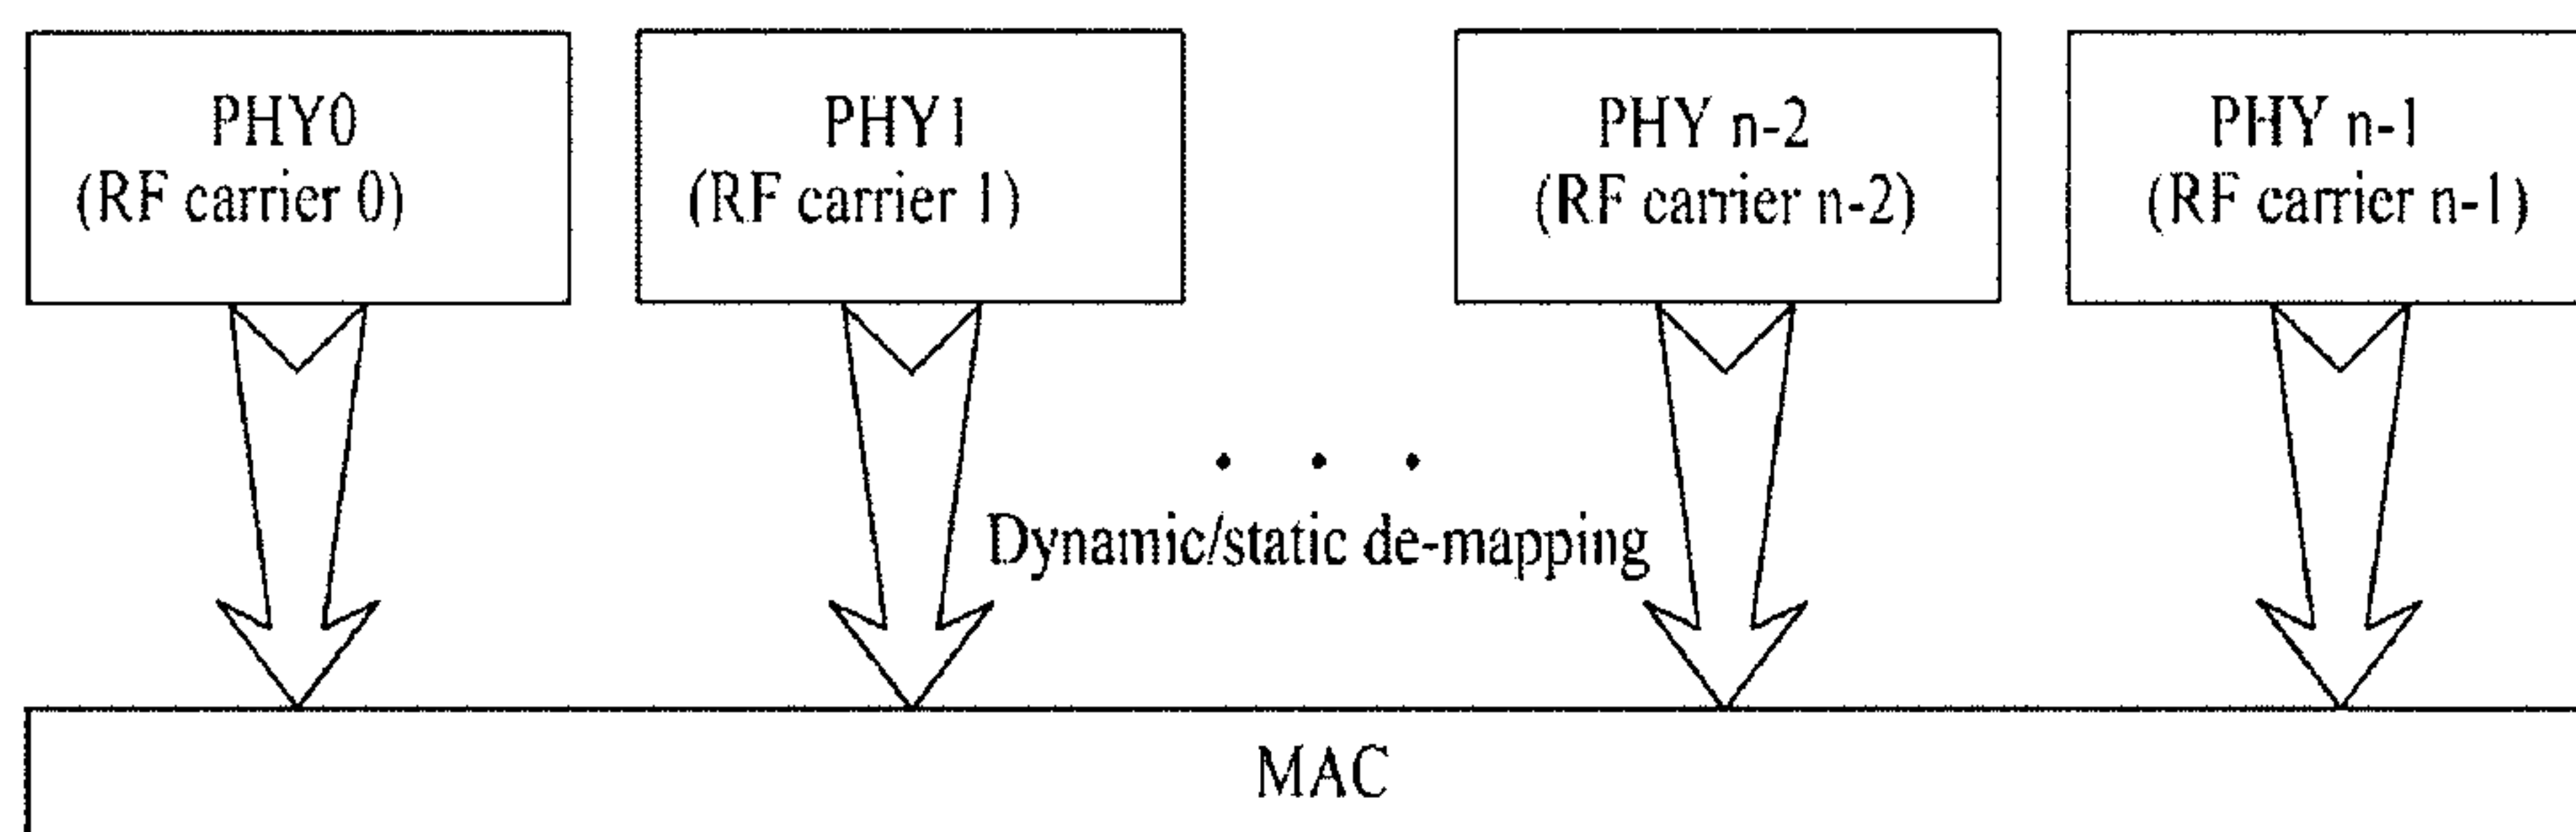 PHY0
(RF carrier 0)
PHY1
(RF carrier 1)
PHY n-2
(RF carrier n-2)
PHY n-1
(RF carrier n-1)
. . .
Dynamic/static de-mapping
MAC